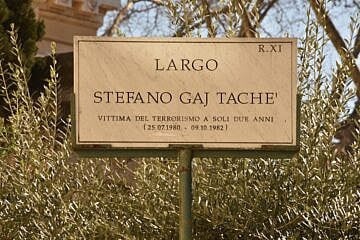 R.XI
LARGO
STEFANO GAJ TACHE'
VITTIMA DEL TERRORISMO A SOLI DUE ANNI
(25.07.1980 - 09.10.1982)